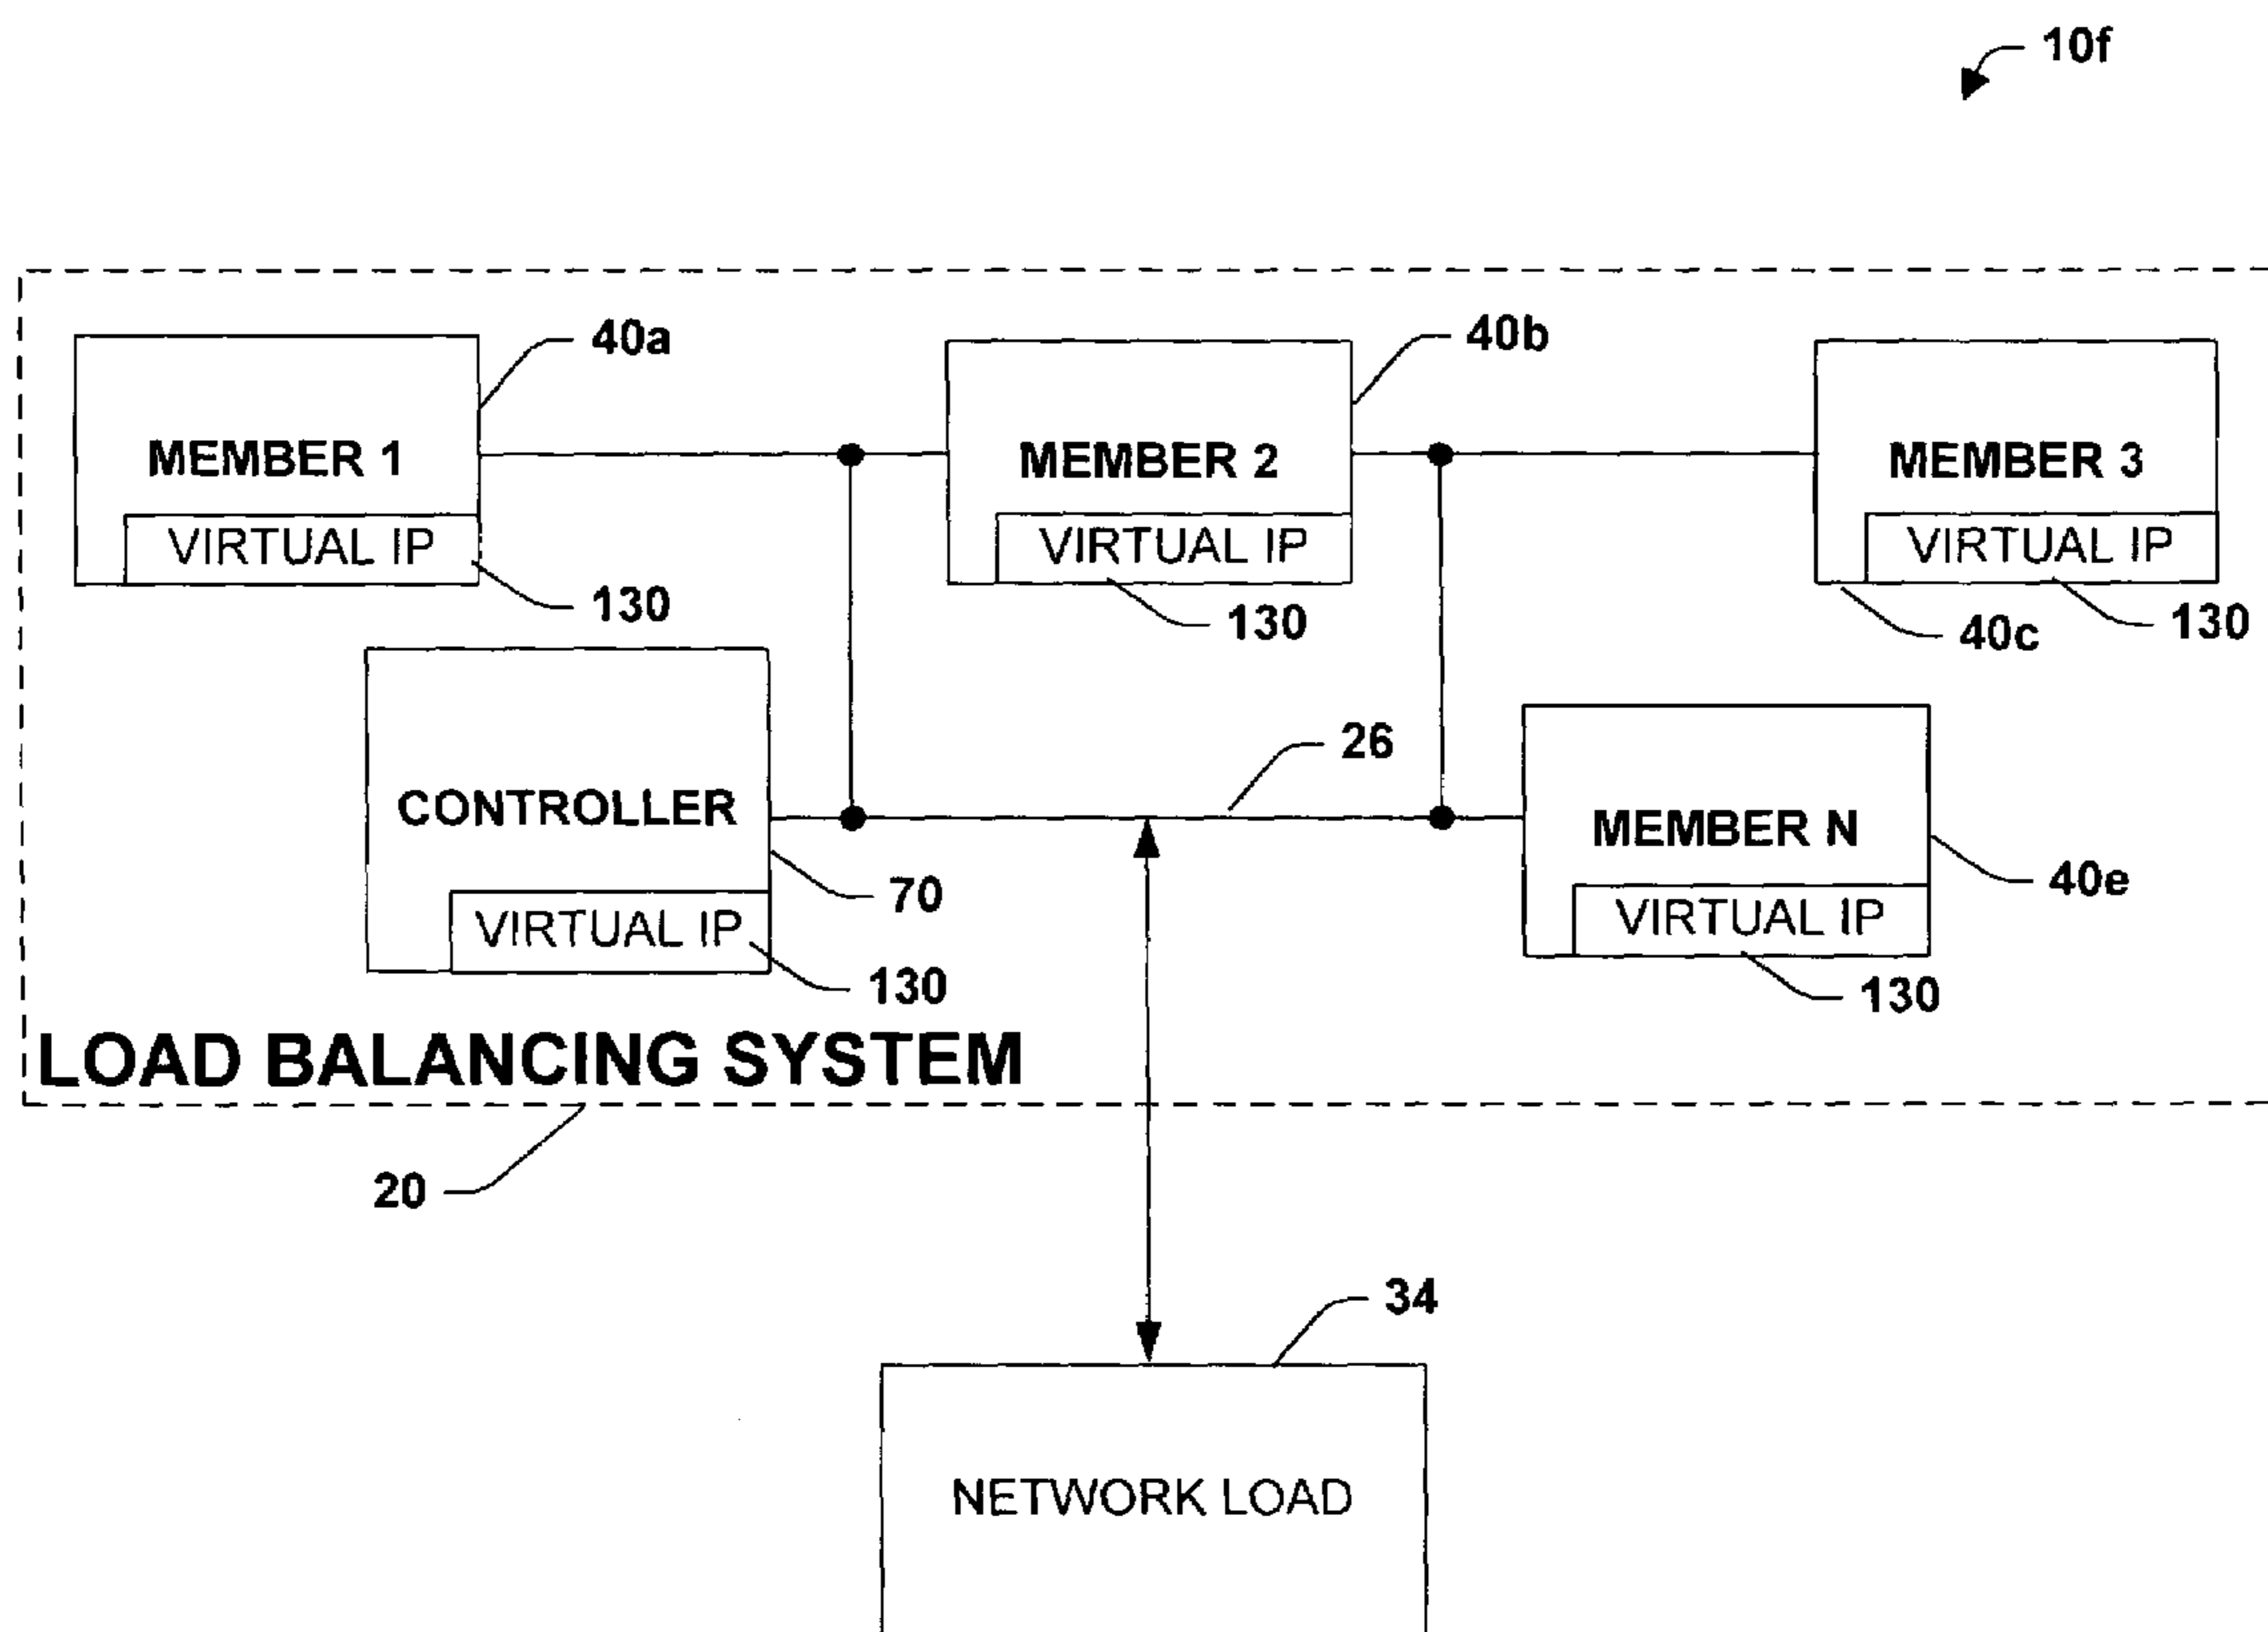 10f
40a
40b
MEMBER 1
MEMBER 2
MEMBER 3
VIRTUAL IP
VIRTUAL IP
VIRTUAL IP
130
130
40c
130
26
CONTROLLER
MEMBER N
70
40e
VIRTUAL IP
VIRTUAL IP
130
130
LOAD BALANCING SYSTEM
20
34
NETWORK LOAD